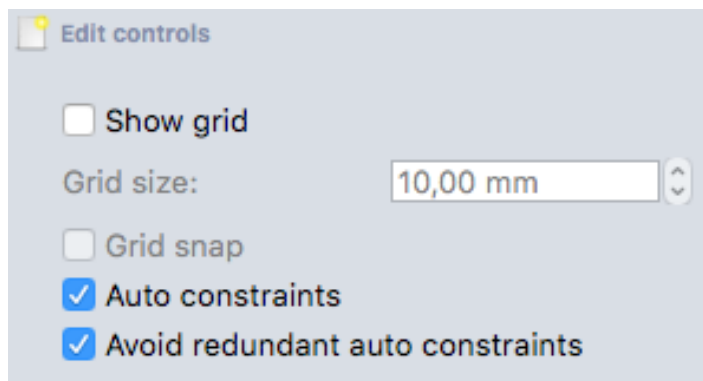 Edit controls
Show grid
Grid size: 10,00 mm
Grid snap
Auto constraints
Avoid redundant auto constraints